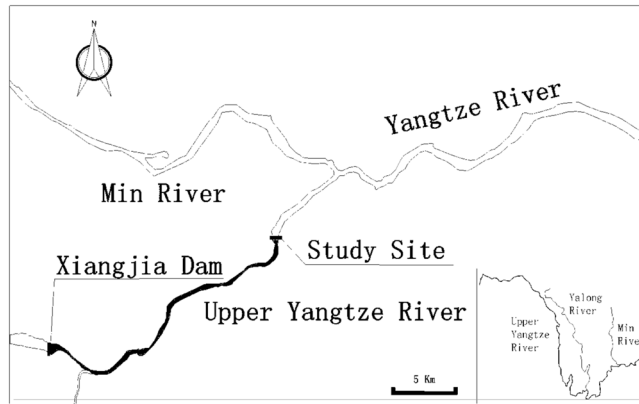 N
Yangtze River
Min River
Study Site
Xiangjia Dam
Upper Yangtze River
5 Km
Yalong
River
Upper
Yangtze
River
Min
Rive